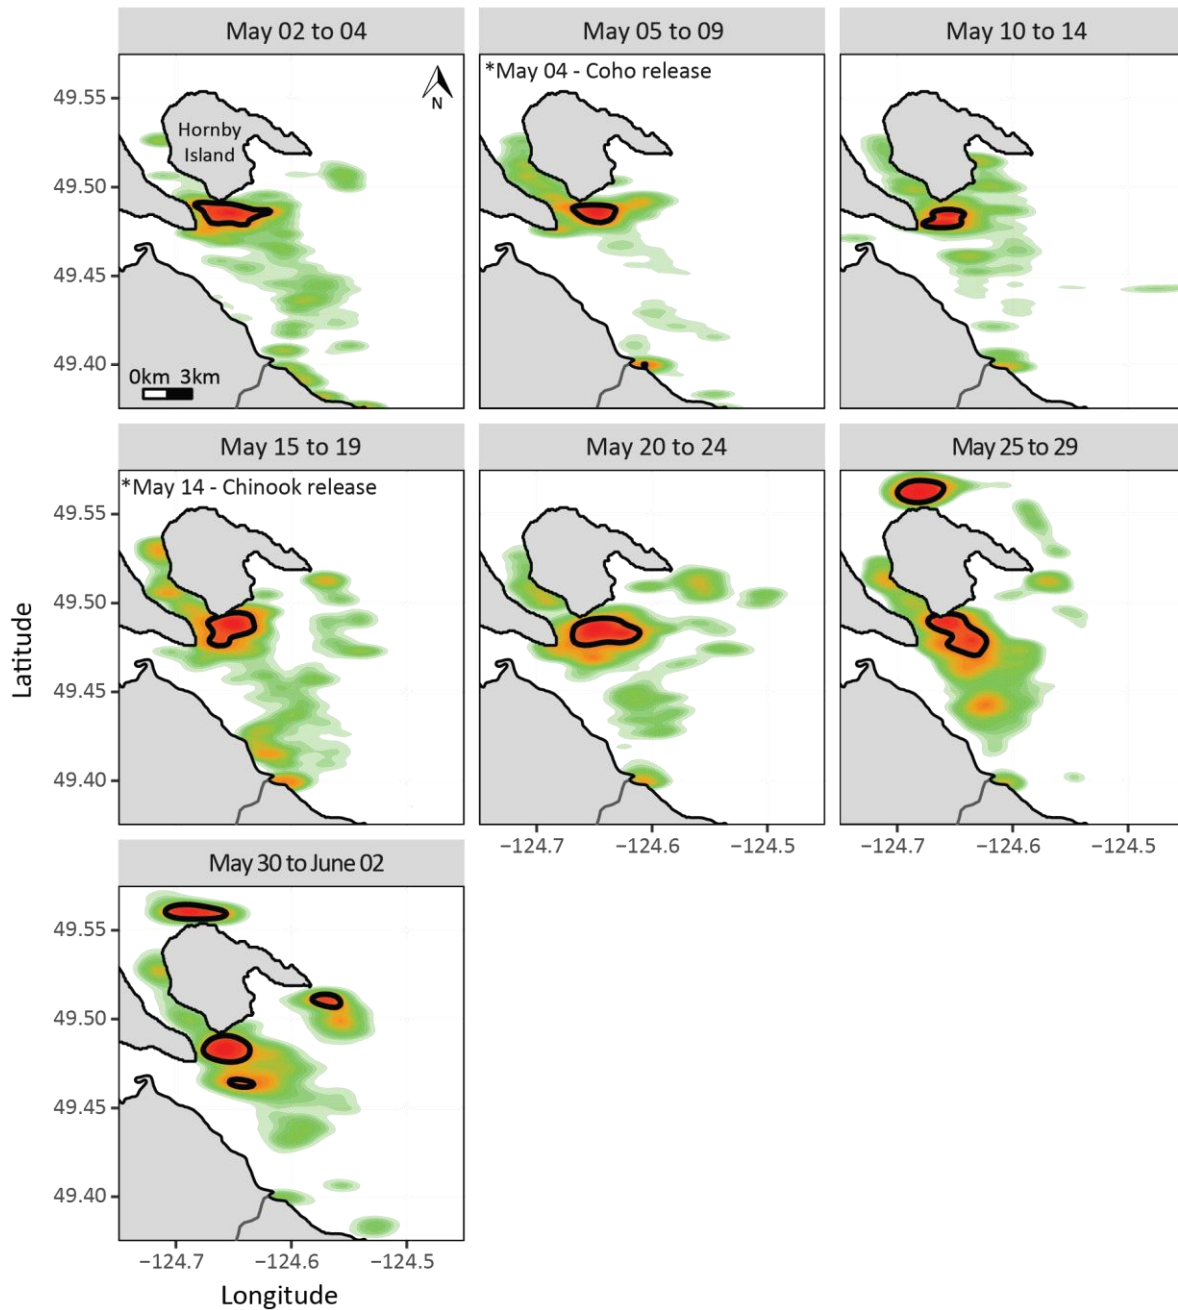 May 02 to 04
May 05 to 09
May 10 to 14
*May 04 - Coho release
N
Hornby
Island
49.55
49.50
49.45
49.40
0km 3km
May 15 to 19
May 20 to 24
May 25 to 29
*May 14 - Chinook release
49.55
49.50
49.45
49.40
Latitude
−124.7
−124.6
−124.5
−124.7
−124.6
−124.5
May 30 to June 02
49.55
49.50
49.45
49.40
−124.7
−124.6
−124.5
Longitude